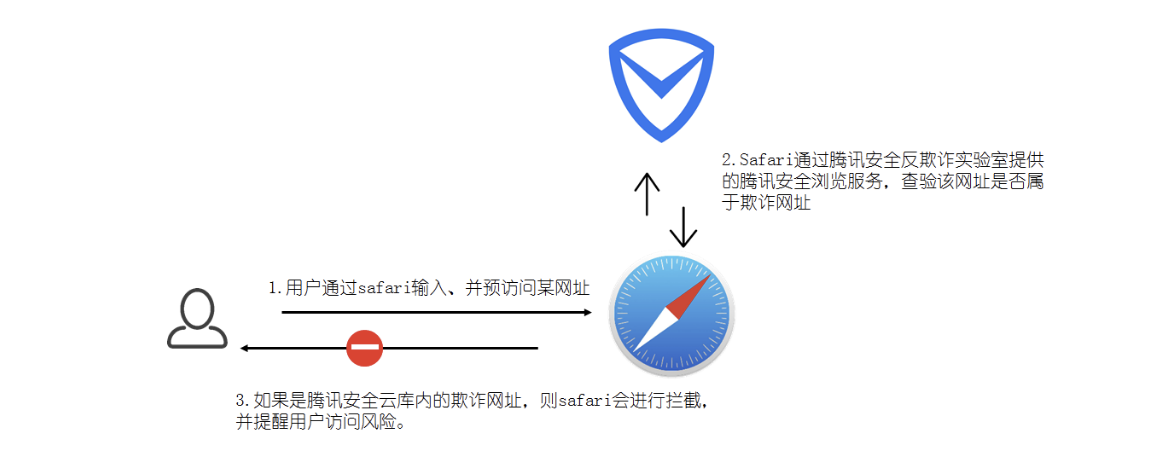 2.Safari通过腾讯安全反欺诈实验室提供
的腾讯安全浏览服务，查验该网址是否属
于欺诈网址
1.用户通过safari输入、并预访问某网址
3.如果是腾讯安全云库内的欺诈网址，则safari会进行拦截，
并提醒用户访问风险。